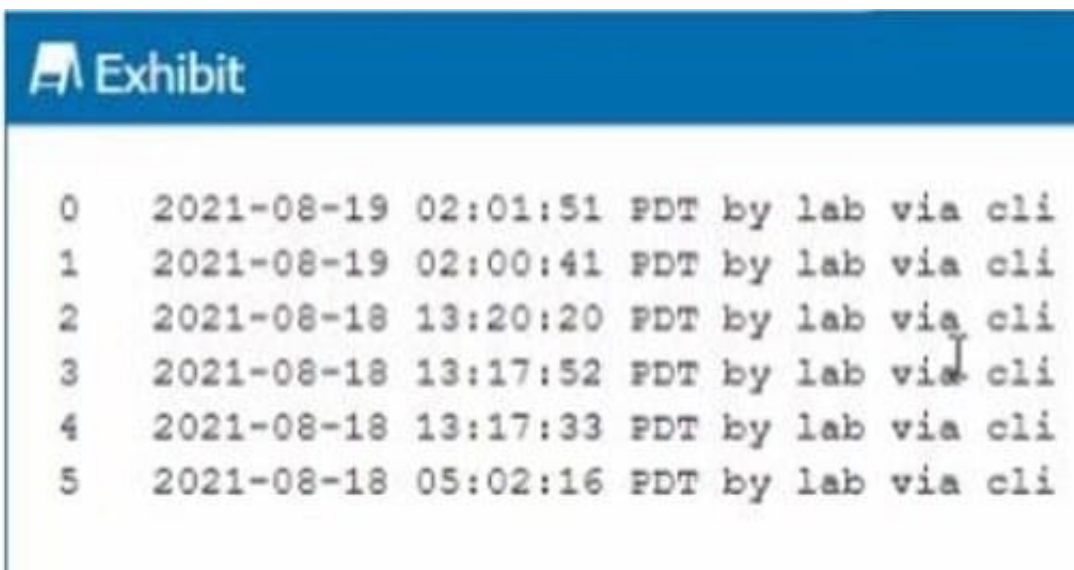 Exhibit
0 2021-08-19 02:01:51 PDT by lab via cli
1 2021-08-19 02:00:41 PDT by lab via cli
2 2021-08-18 13:20:20 PDT by lab via cli
3 2021-08-18 13:17:52 PDT by lab via cli
4 2021-08-18 13:17:33 PDT by lab via cli
5 2021-08-18 05:02:16 PDT by lab via cli